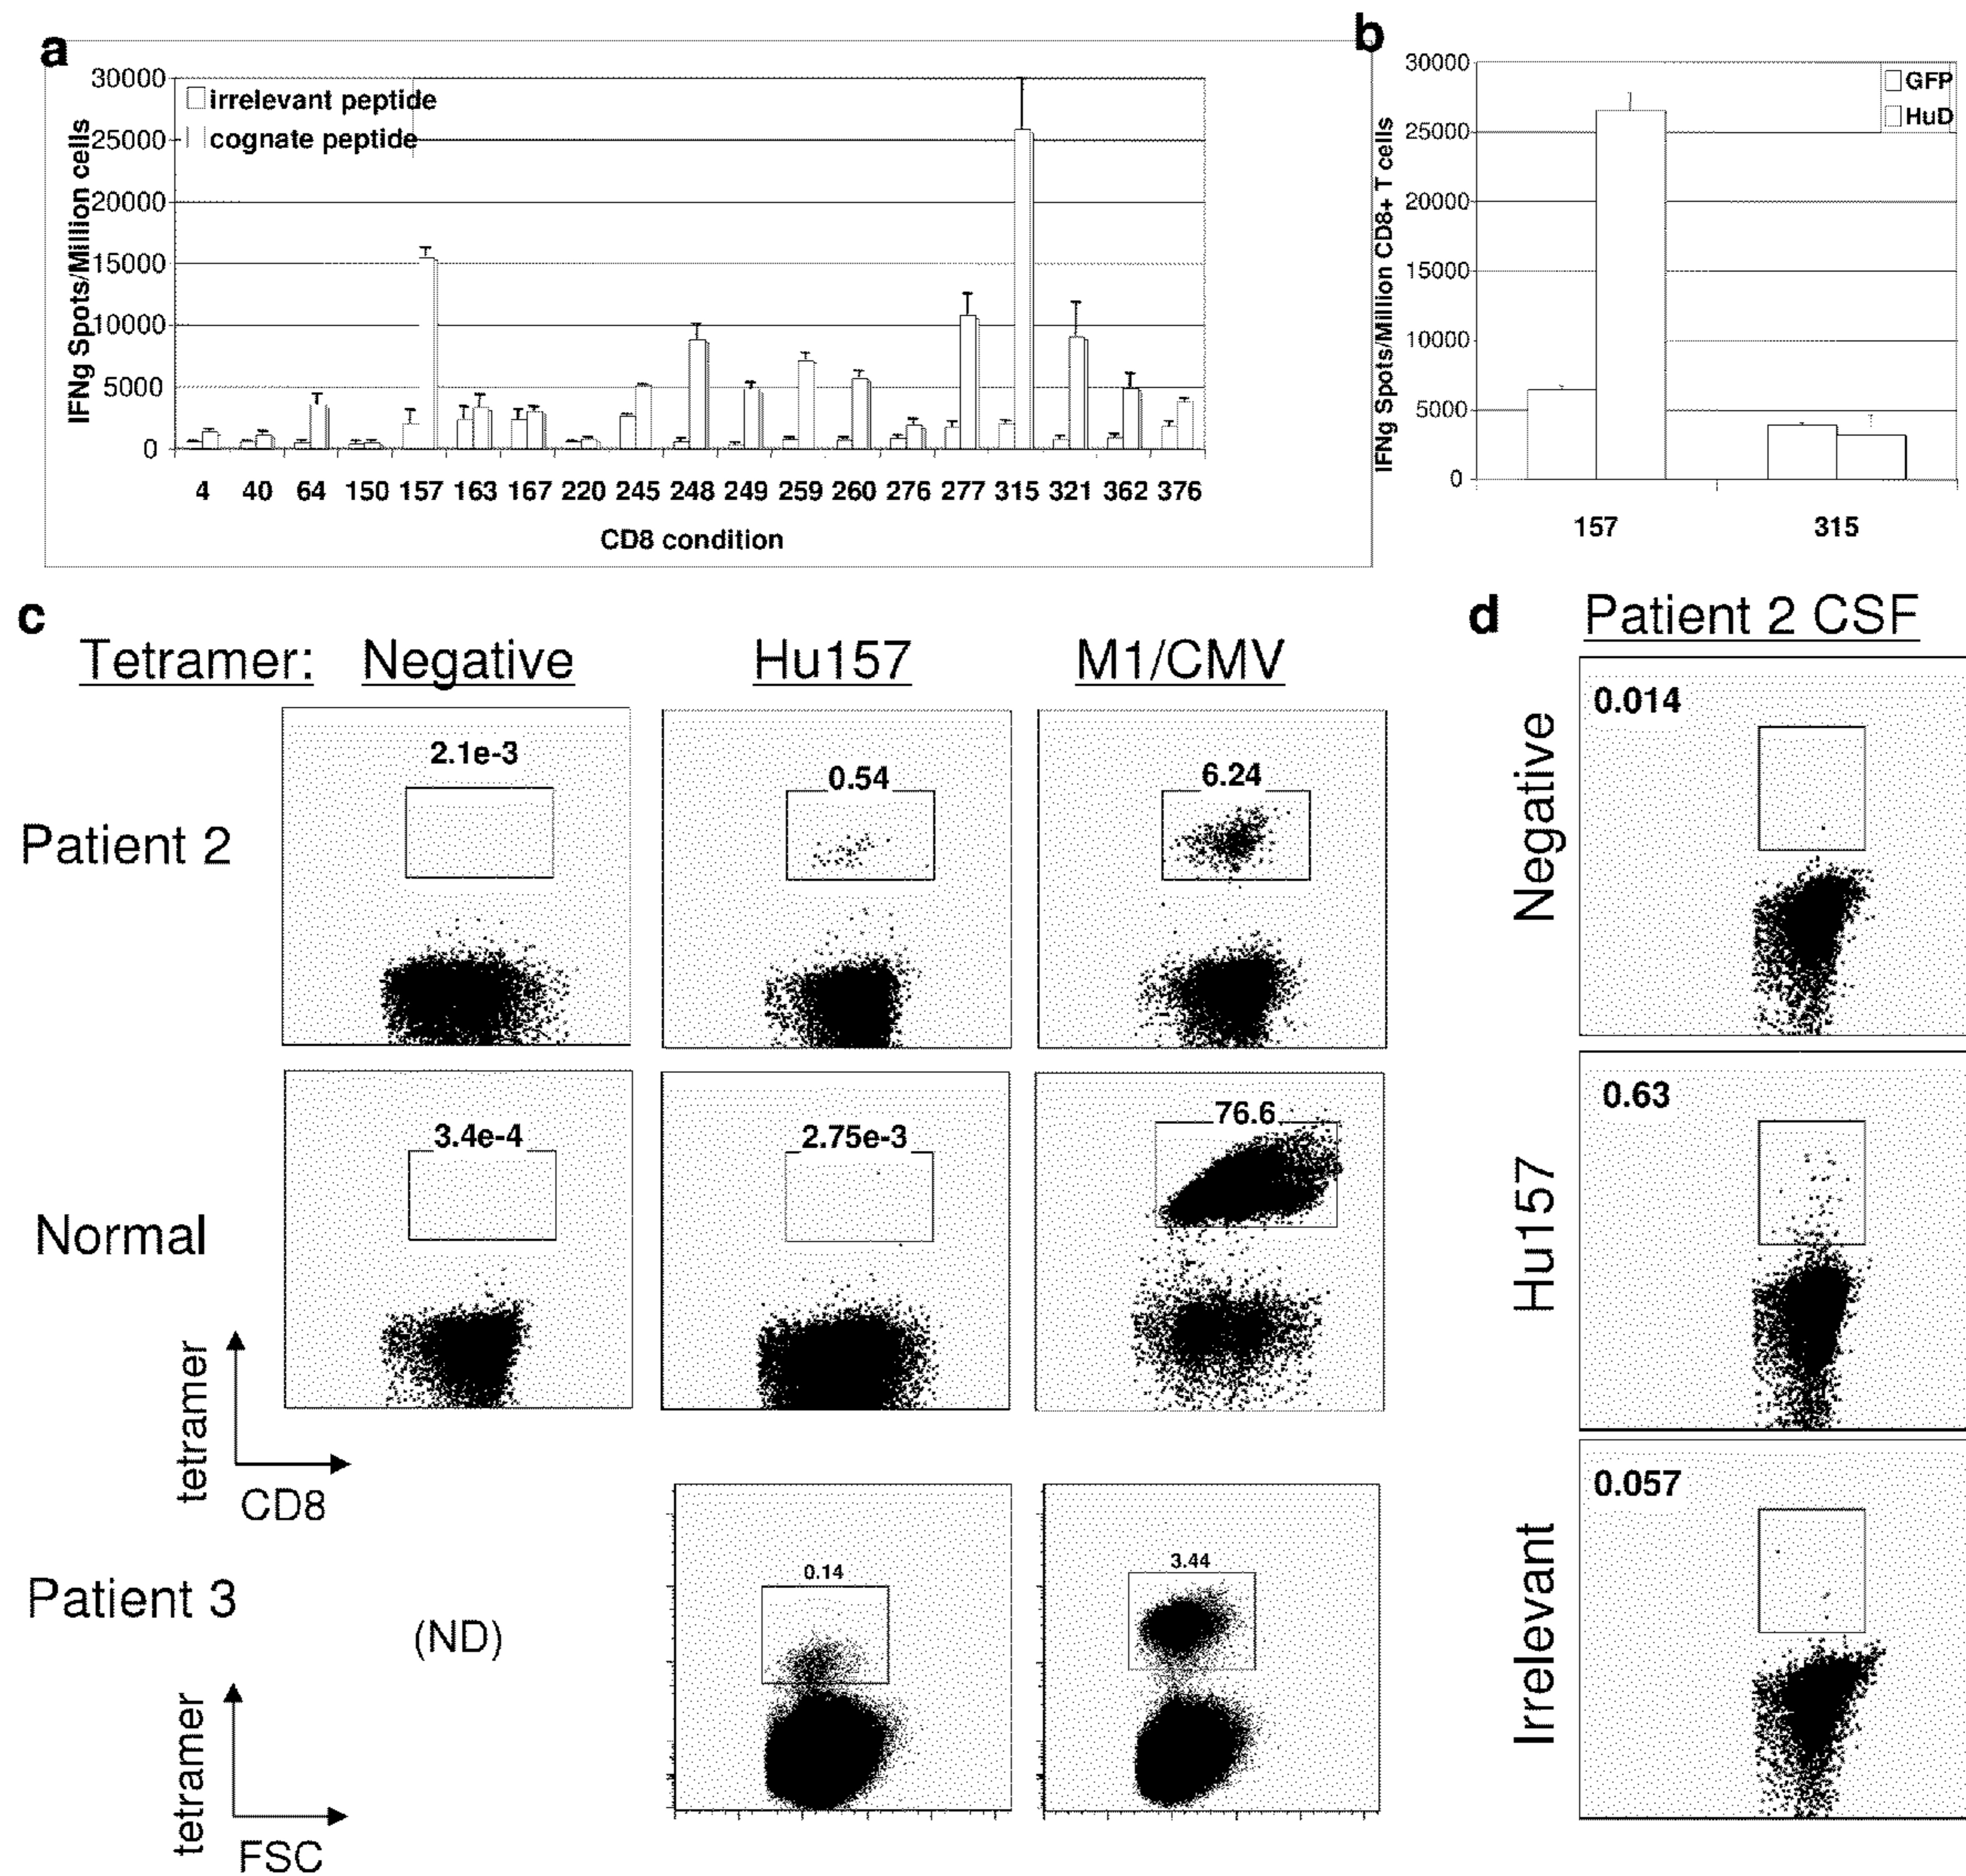 a
30000
25000
20000
15000
10000
5000
0
IFNg Spots/Million cells
irrelevant peptide
cognate peptide
4 40 64 150 157 163 167 220 245 248 249 259 260 276 277 315 321 362 376
CD8 condition
b
30000
25000
20000
15000
10000
5000
0
IFNg Spots/Million CD8+ T cells
GFP
HuD
157 315
c
Tetramer: Negative Hu157 M1/CMV
Patient 2
2.1e-3 0.54 6.24
Normal
3.4e-4 2.75e-3 76.6
tetramer
CD8
Patient 3
(ND)
0.14 3.44
tetramer
FSC
d
Patient 2 CSF
Negative
0.014
Hu157
0.63
Irrelevant
0.057